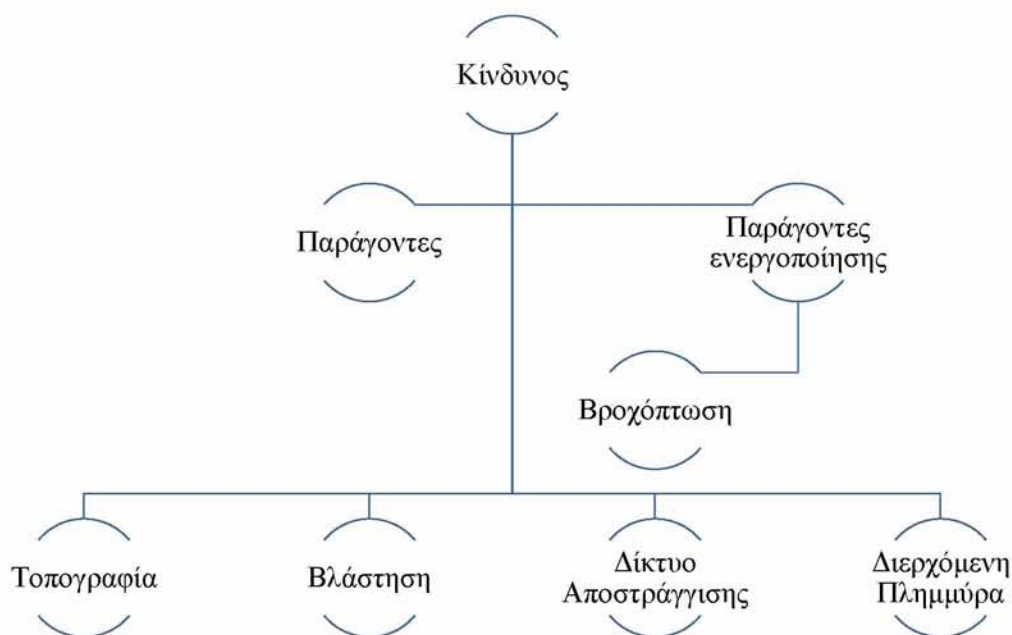 Κίνδυνος
Παράγοντες
Παράγοντες
ενεργοποίησης
Βροχόπτωση
Τοπογραφία
Βλάστηση
Δίκτυο
Αποστράγγισης
Διερχόμενη
Πλημμύρα